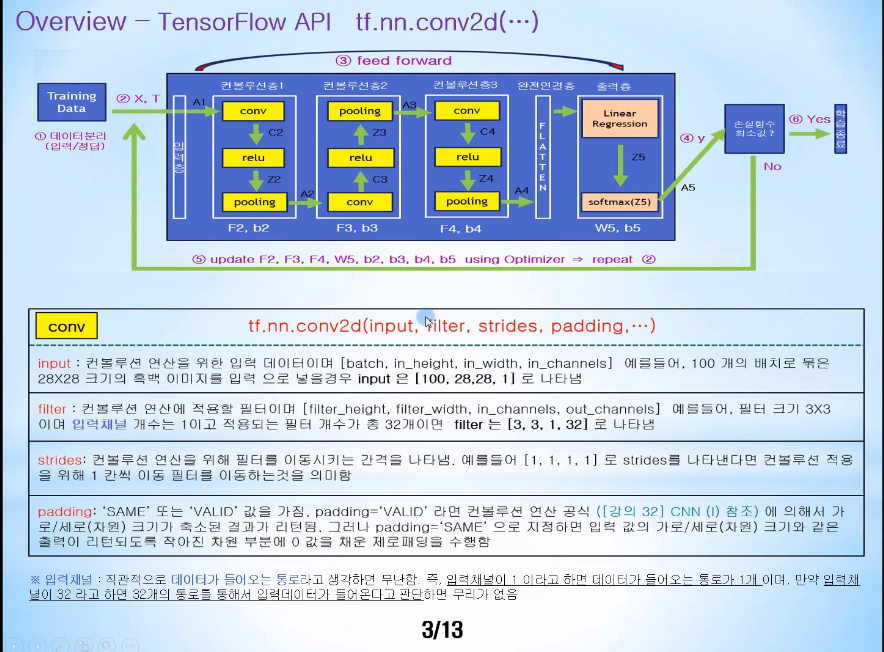 Overview – TensorFlow API tf.nn.conv2d(…)
③ feed forward
Training
Data
② X, T
① 데이터분리
(입력/정답)
컨볼루션층1
컨볼루션층2
컨볼루션층3
완전연결층
출력층
입력층
A1
conv
C2
relu
Z2
pooling
A2
pooling
Z3
relu
C3
conv
A3
conv
C4
relu
Z4
pooling
A4
FLATTEN
Linear
Regression
Z5
softmax(Z5)
A5
F2, b2
F3, b3
F4, b4
W5, b5
④ y
손실함수
최소값 ?
⑥ Yes
학습종료
No
⑤ update F2, F3, F4, W5, b2, b3, b4, b5 using Optimizer ⇒ repeat ②
conv
tf.nn.conv2d(input, filter, strides, padding,…)
input : 컨볼루션 연산을 위한 입력 데이터이며 [batch, in_height, in_width, in_channels] 예를들어, 100 개의 배치로 묶은
28X28 크기의 흑백 이미지를 입력 으로 넣을경우 input 은 [100, 28,28, 1] 로 나타냄
filter : 컨볼루션 연산에 적용할 필터이며 [filter_height, filter_width, in_channels, out_channels] 예를들어, 필터 크기 3X3
이며 입력채널 개수는 1이고 적용되는 필터 개수가 총 32개이면 filter 는 [3, 3, 1, 32] 로 나타냄
strides: 컨볼루션 연산을 위해 필터를 이동시키는 간격을 나타냄. 예를들어 [1, 1, 1, 1] 로 strides를 나타낸다면 컨볼루션 적용
을 위해 1 칸씩 이동 필터를 이동하는것을 의미함
padding: 'SAME' 또는 'VALID' 값을 가짐. padding='VALID' 라면 컨볼루션 연산 공식 ([강의 32] CNN (I) 참조) 에 의해서 가
로/세로(차원) 크기가 축소된 결과가 리턴됨. 그러나 padding='SAME' 으로 지정하면 입력 값의 가로/세로(차원) 크기와 같은
출력이 리턴되도록 작아진 차원 부분에 0 값을 채운 제로패딩을 수행함
※ 입력채널 : 직관적으로 데이터가 들어오는 통로라고 생각하면 무난함. 즉, 입력채널이 1 이라고 하면 데이터가 들어오는 통로가 1개 이며, 만약 입력채
널이 32 라고 하면 32개의 통로를 통해서 입력데이터가 들어온다고 판단하면 무리가 없음
3/13